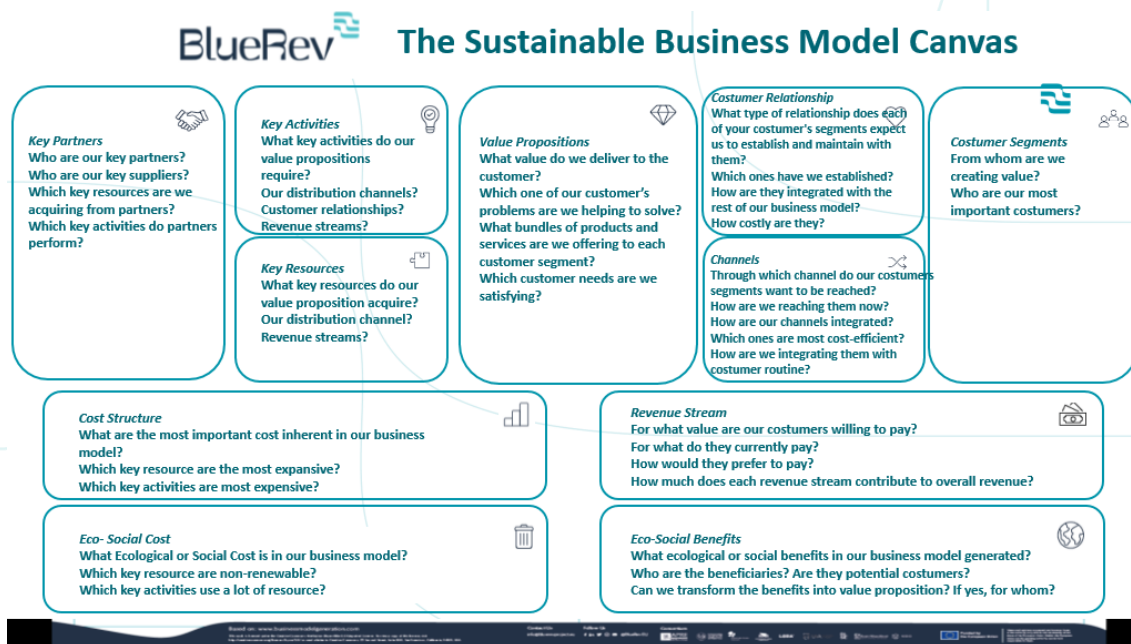 BlueRev
The Sustainable Business Model Canvas
Key Partners
Who are our key partners?
Who are our key suppliers?
Which key resources are we
acquiring from partners?
Which key activities do partners
perform?
Key Activities
What key activities do our
value propositions
require?
Our distribution channels?
Customer relationships?
Revenue streams?
Key Resources
What key resources do our
value proposition acquire?
Our distribution channel?
Revenue streams?
Value Propositions
What value do we deliver to the
customer?
Which one of our customer's
problems are we helping to solve?
What bundles of products and
services are we offering to each
customer segment?
Which customer needs are we
satisfying?
Costumer Relationship
What type of relationship does each
of your costumer's segments expect
us to establish and maintain with
them?
Which ones have we established?
How are they integrated with the
rest of our business model?
How costly are they?
Channels
Through which channel do our costumers
segments want to be reached?
How are we reaching them now?
How are our channels integrated?
Which ones are most cost-efficient?
How are we integrating them with
costumer routine?
Costumer Segments
From whom are we
creating value?
Who are our most
important costumers?
Cost Structure
What are the most important cost inherent in our business
model?
Which key resource are the most expansive?
Which key activities are most expensive?
Revenue Stream
For what value are our costumers willing to pay?
For what do they currently pay?
How would they prefer to pay?
How much does each revenue stream contribute to overall revenue?
Eco- Social Cost
What Ecological or Social Cost is in our business model?
Which key resource are non-renewable?
Which key activities use a lot of resource?
Eco-Social Benefits
What ecological or social benefits in our business model generated?
Who are the beneficiaries? Are they potential costumers?
Can we transform the benefits into value proposition? If yes, for whom?
Based on: www.businessmodelgeneration.com
Contact Us
Follow Us